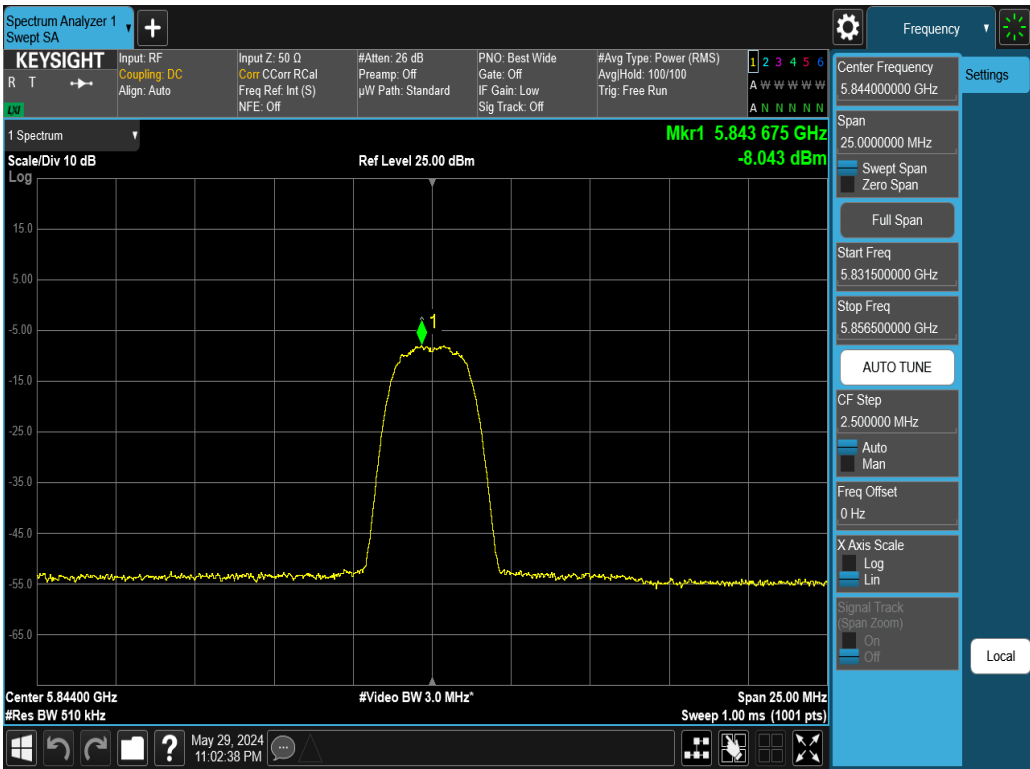 Spectrum Analyzer 1
Swept SA
Frequency
KEYSIGHT
R T
LXI
Input: RF
Coupling: DC
Align: Auto
Input Z: 50 Ω
Corr CCorr RCal
Freq Ref: Int (S)
NFE: Off
#Atten: 26 dB
Preamp: Off
µW Path: Standard
PNO: Best Wide
Gate: Off
IF Gain: Low
Sig Track: Off
#Avg Type: Power (RMS)
Avg|Hold: 100/100
Trig: Free Run
1 2 3 4 5 6
A W W W W W
A N N N N N
1 Spectrum
Mkr1 5.843 675 GHz
-8.043 dBm
Scale/Div 10 dB
Ref Level 25.00 dBm
Log
15.0
5.00
-5.00
-15.0
-25.0
-35.0
-45.0
-55.0
-65.0
1
Center 5.84400 GHz
#Video BW 3.0 MHz*
Span 25.00 MHz
#Res BW 510 kHz
Sweep 1.00 ms (1001 pts)
Center Frequency
5.844000000 GHz
Settings
Span
25.0000000 MHz
Swept Span
Zero Span
Full Span
Start Freq
5.831500000 GHz
Stop Freq
5.856500000 GHz
AUTO TUNE
CF Step
2.500000 MHz
Auto
Man
Freq Offset
0 Hz
X Axis Scale
Log
Lin
Signal Track
(Span Zoom)
On
Off
Local
?
May 29, 2024
11:02:38 PM